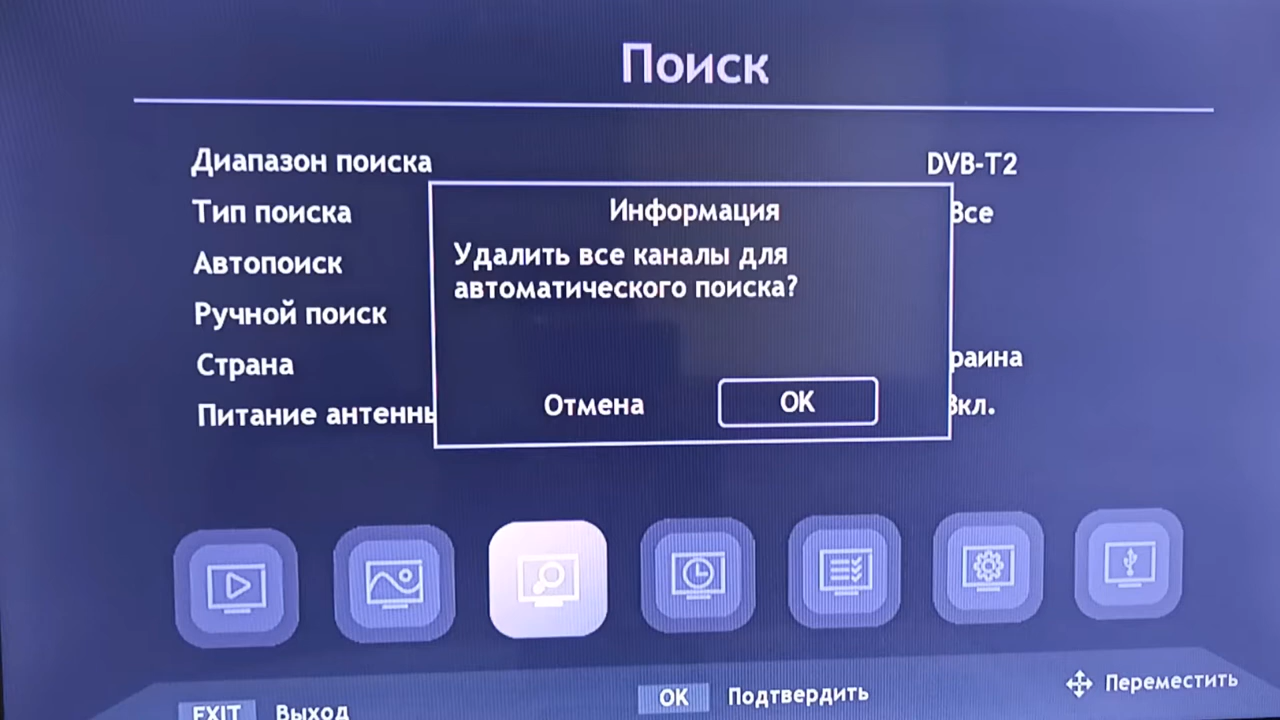 Поиск
Диапазон поиска DVB-T2
Тип поиска Все
Автопоиск
Ручной поиск
Страна
Питание антенны Вкл.
Информация
Удалить все каналы для
автоматического поиска?
Отмена OK
EXIT Выход OK Подтвердить Переместить